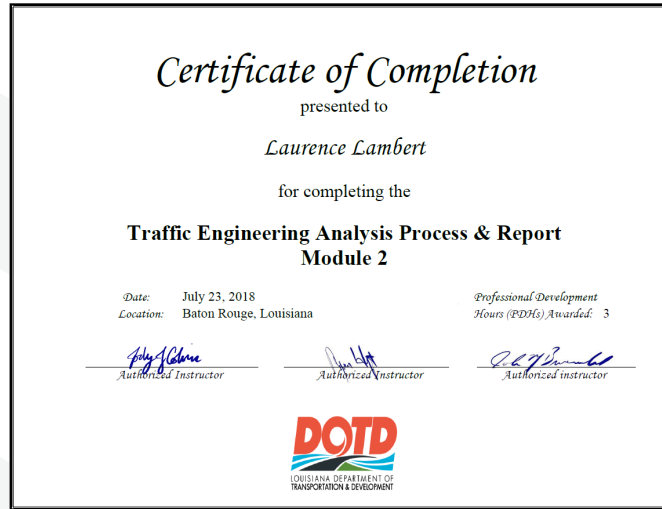 Certificate of Completion
presented to
Laurence Lambert
for completing the
Traffic Engineering Analysis Process & Report
Module 2
Date: July 23, 2018
Location: Baton Rouge, Louisiana
Professional Development
Hours (PDHs) Awarded: 3
Authorized Instructor
Authorized Instructor
Authorized instructor
DOTD
LOUISIANA DEPARTMENT OF
TRANSPORTATION & DEVELOPMENT